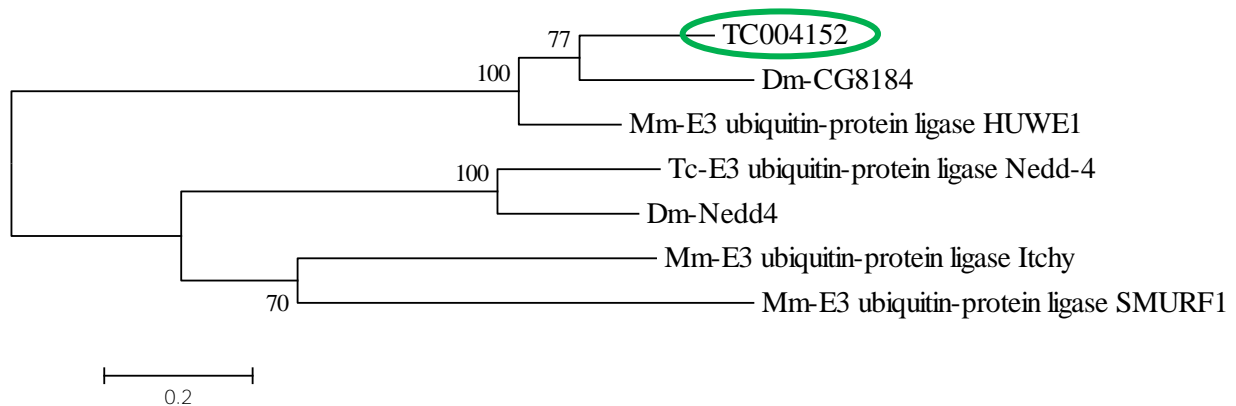 TC004152
77
Dm-CG8184
100
Mm-E3 ubiquitin-protein ligase HUWE1
Tc-E3 ubiquitin-protein ligase Nedd-4
100
Dm-Nedd4
Mm-E3 ubiquitin-protein ligase Itchy
70
Mm-E3 ubiquitin-protein ligase SMURF1
0.2